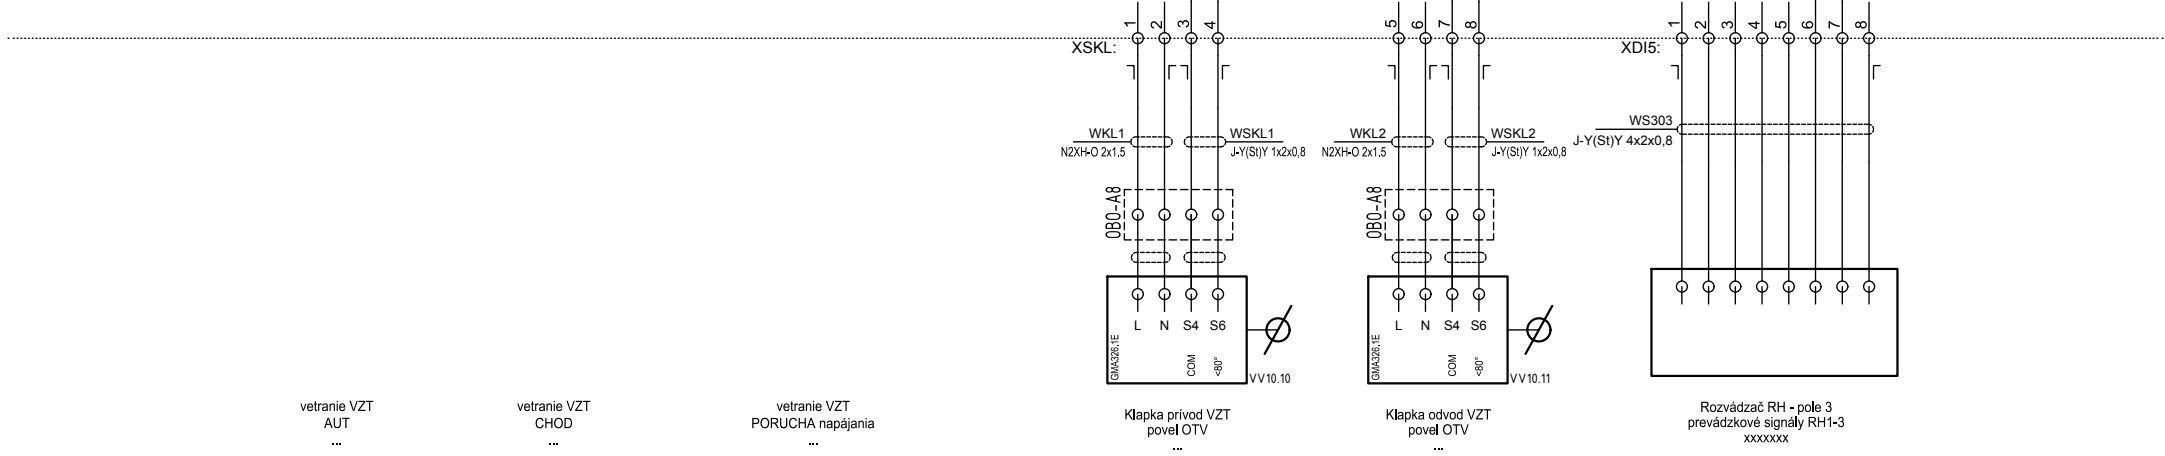 1 2 3 4 5 6 7 8 1 2 3 4 5 6 7 8
XSKL: XDI5:
WKL1 WSKL1 WKL2 WSKL2 WS303
N2XH-O 2x1,5 J-Y(St)Y 1x2x0,8 N2XH-O 2x1,5 J-Y(St)Y 1x2x0,8 J-Y(St)Y 4x2x0,8
OBO-A8 OBO-A8
L N S4 S6 L N S4 S6
GMA326.1E COM <80° GMA326.1E COM <80°
VV10.10 VV10.11
vetranie VZT
AUT
...
vetranie VZT
CHOD
...
vetranie VZT
PORUCHA napájania
...
Klapka prívod VZT
povel OTV
...
Klapka odvod VZT
povel OTV
...
Rozvádzač RH - pole 3
prevádzkové signály RH1-3
xxxxxxx